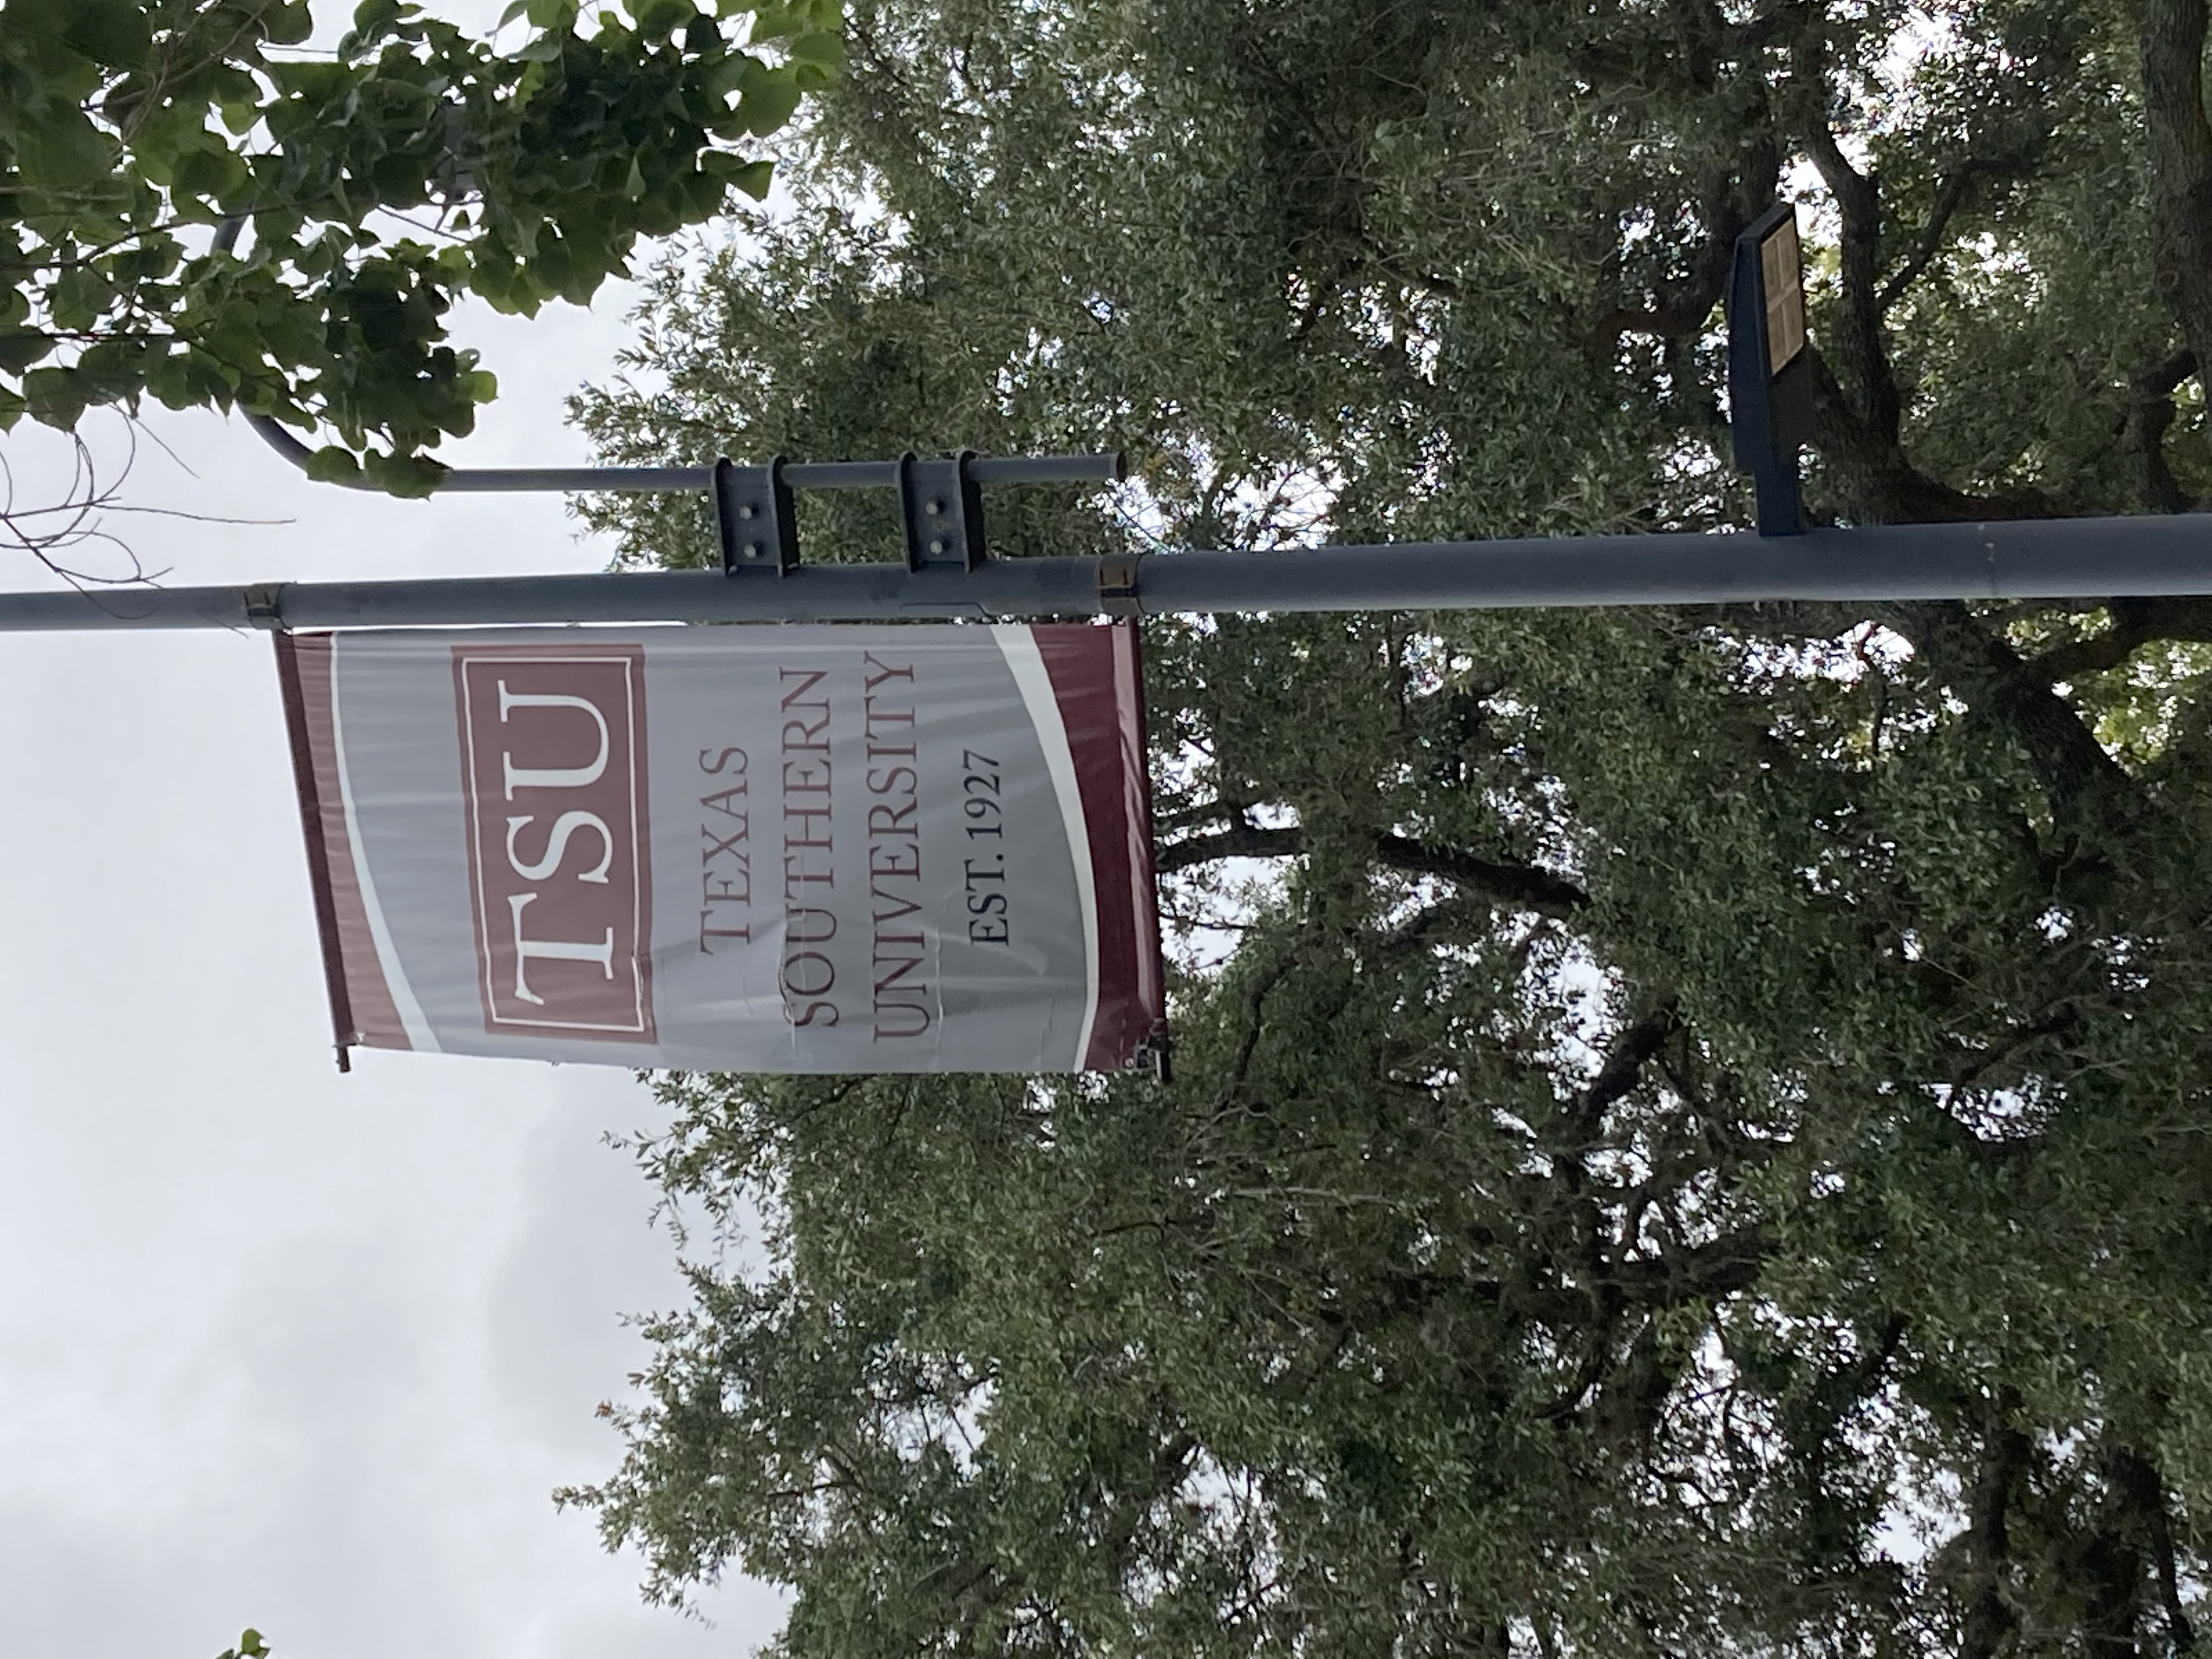 TSU
TEXAS
SOUTHERN
UNIVERSITY
EST. 1927